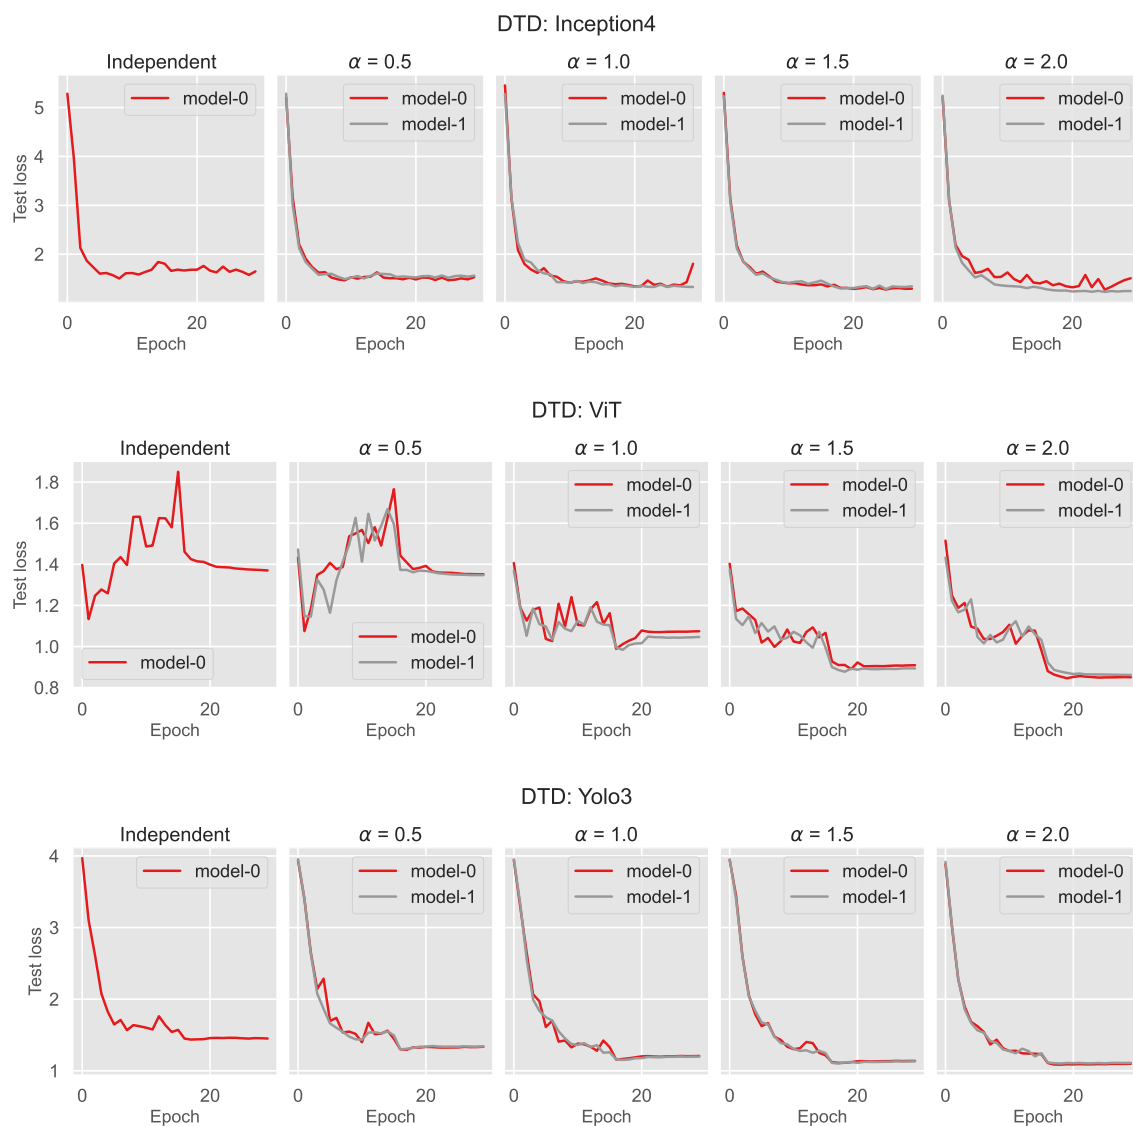 DTD: Inception4
Independent
α = 0.5
α = 1.0
α = 1.5
α = 2.0
model-0
model-0
model-1
model-0
model-1
model-0
model-1
model-0
model-1
Test loss
5
4
3
2
0 20
0 20
0 20
0 20
0 20
Epoch
Epoch
Epoch
Epoch
Epoch
DTD: ViT
Independent
α = 0.5
α = 1.0
α = 1.5
α = 2.0
model-0
model-0
model-1
model-0
model-1
model-0
model-1
model-0
model-1
Test loss
1.8
1.6
1.4
1.2
1.0
0.8
0 20
0 20
0 20
0 20
0 20
Epoch
Epoch
Epoch
Epoch
Epoch
DTD: Yolo3
Independent
α = 0.5
α = 1.0
α = 1.5
α = 2.0
model-0
model-0
model-1
model-0
model-1
model-0
model-1
model-0
model-1
Test loss
4
3
2
1
0 20
0 20
0 20
0 20
0 20
Epoch
Epoch
Epoch
Epoch
Epoch